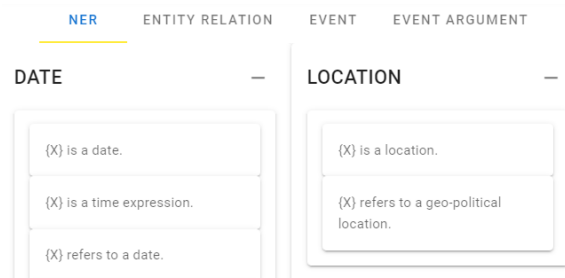 NER ENTITY RELATION EVENT EVENT ARGUMENT
DATE
{X} is a date.
{X} is a time expression.
{X} refers to a date.
LOCATION
{X} is a location.
{X} refers to a geo-political
location.